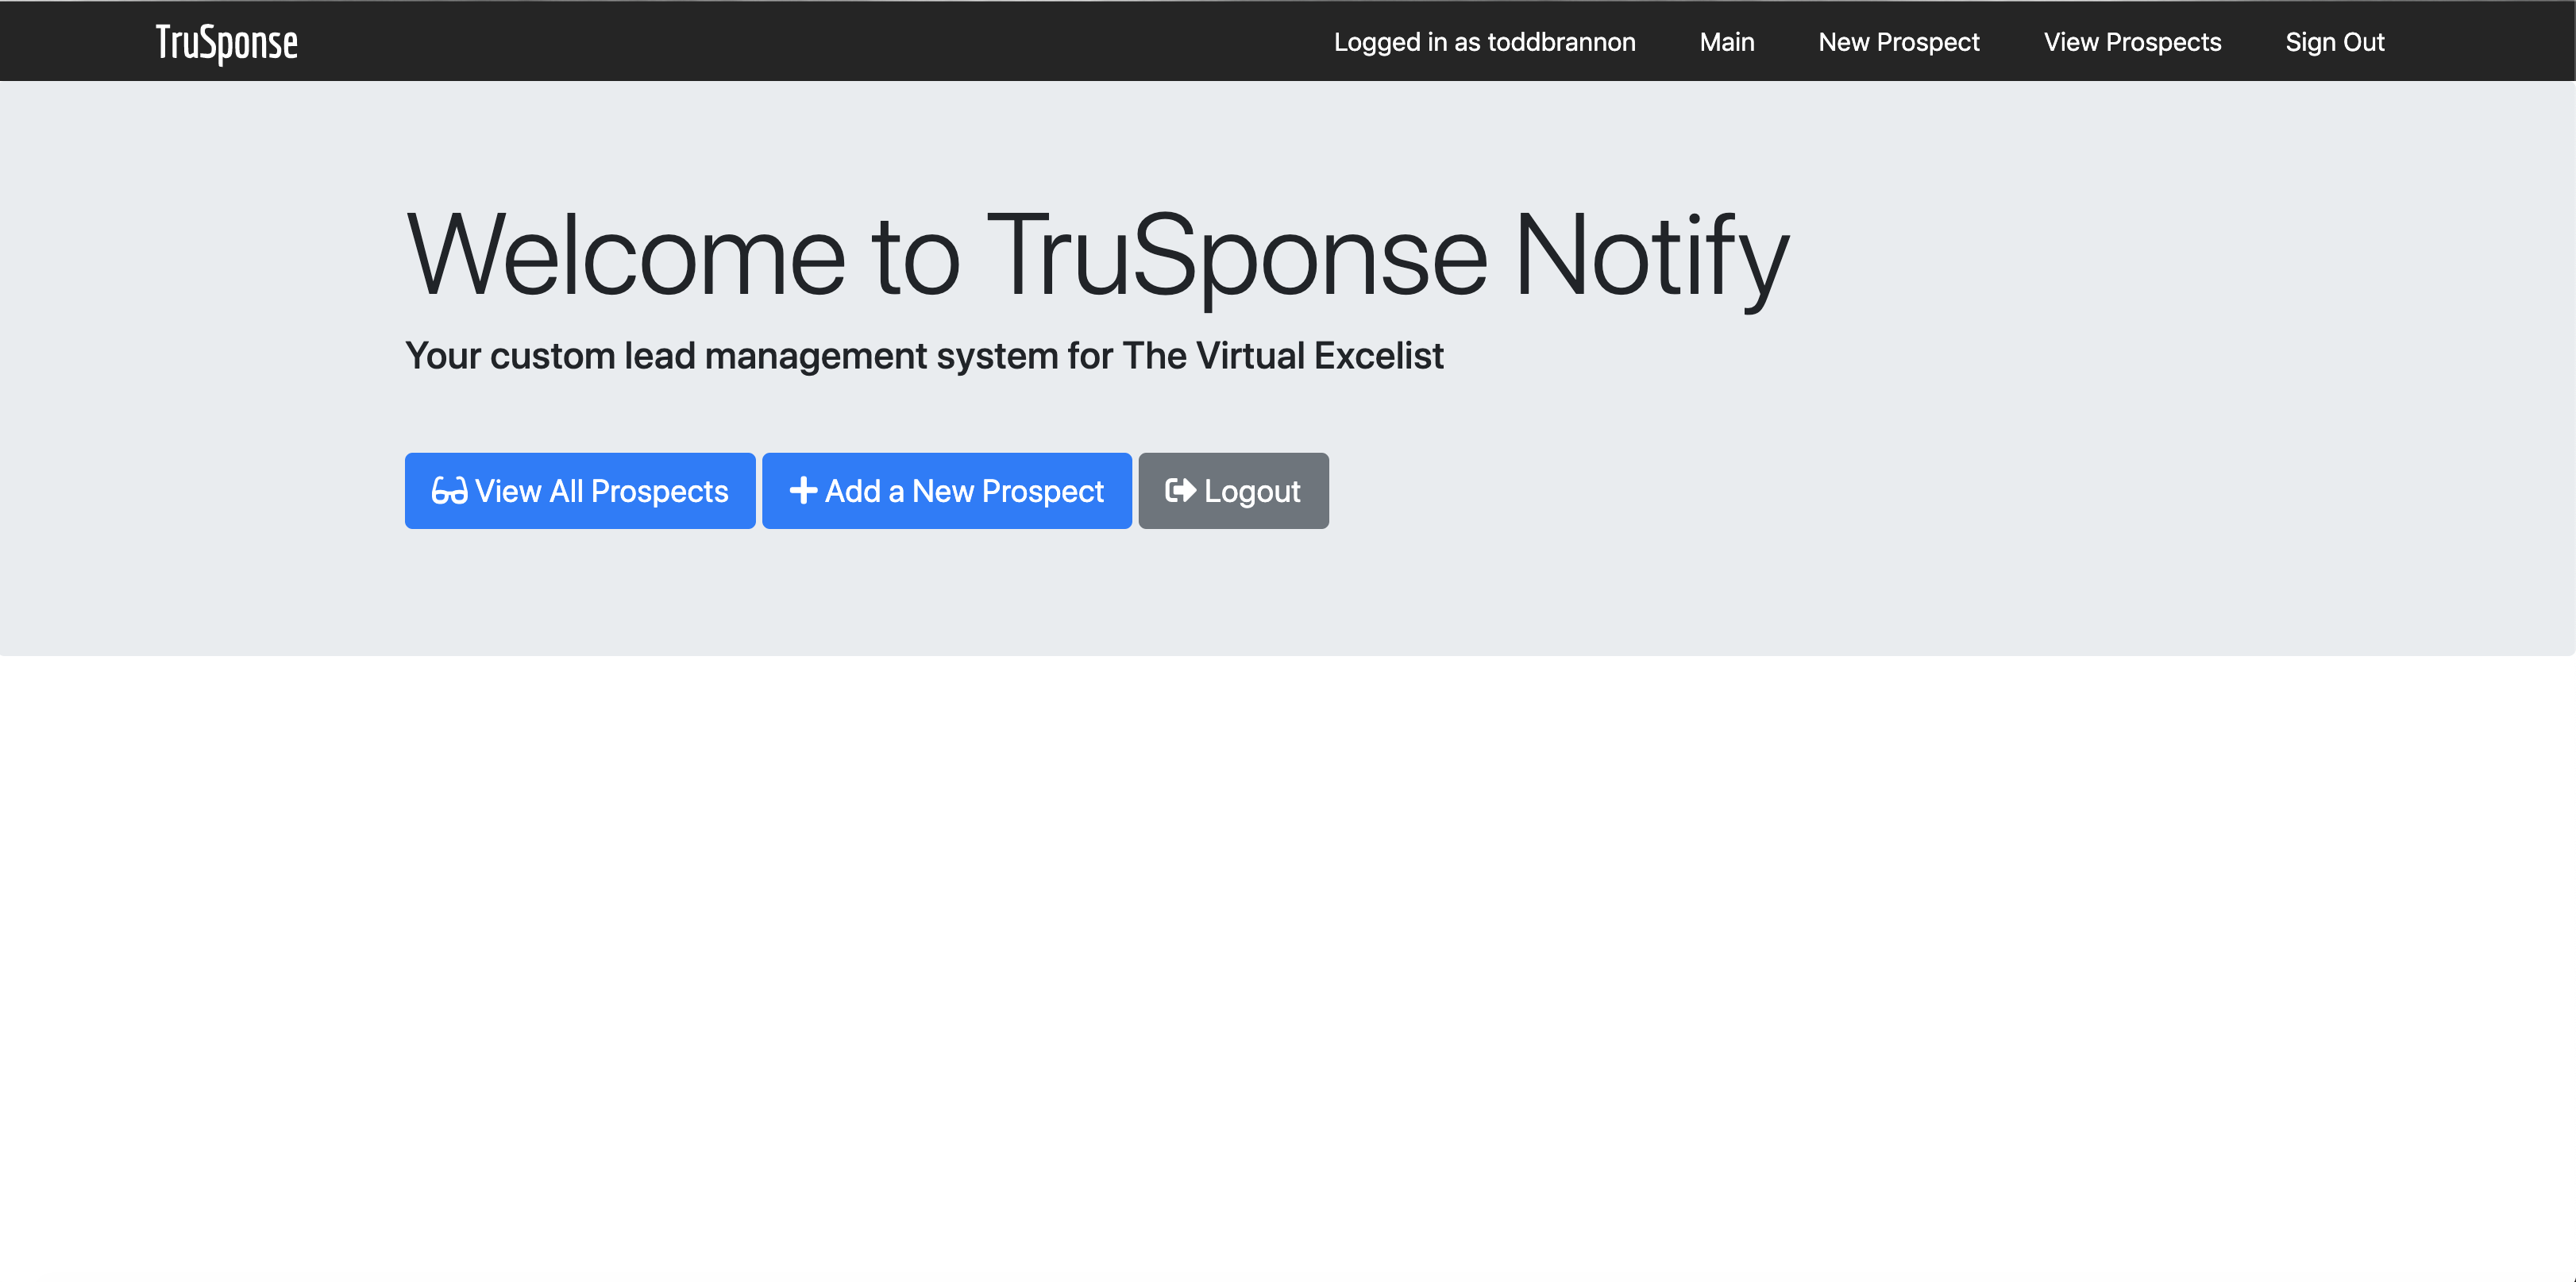 TruSponse
Logged in as toddbrannon Main New Prospect View Prospects Sign Out
Welcome to TruSponse Notify
Your custom lead management system for The Virtual Excelist
View All Prospects Add a New Prospect Logout